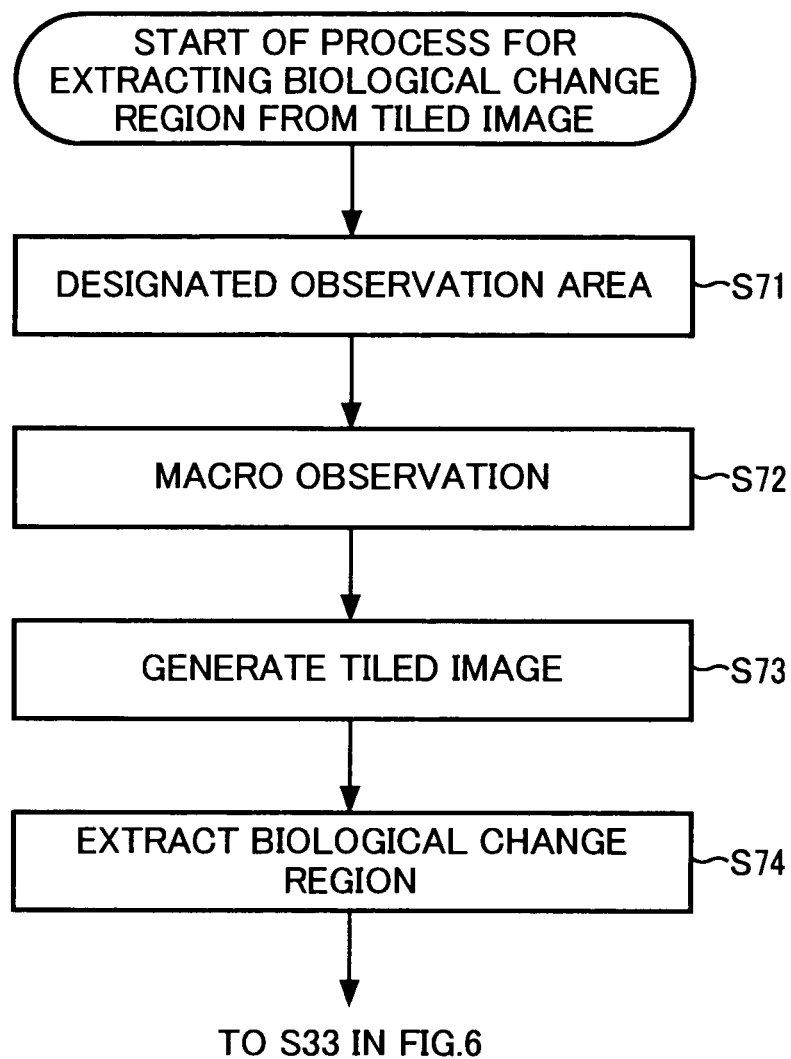 START OF PROCESS FOR
EXTRACTING BIOLOGICAL CHANGE
REGION FROM TILED IMAGE
DESIGNATED OBSERVATION AREA
S71
MACRO OBSERVATION
S72
GENERATE TILED IMAGE
S73
EXTRACT BIOLOGICAL CHANGE
REGION
S74
TO S33 IN FIG.6